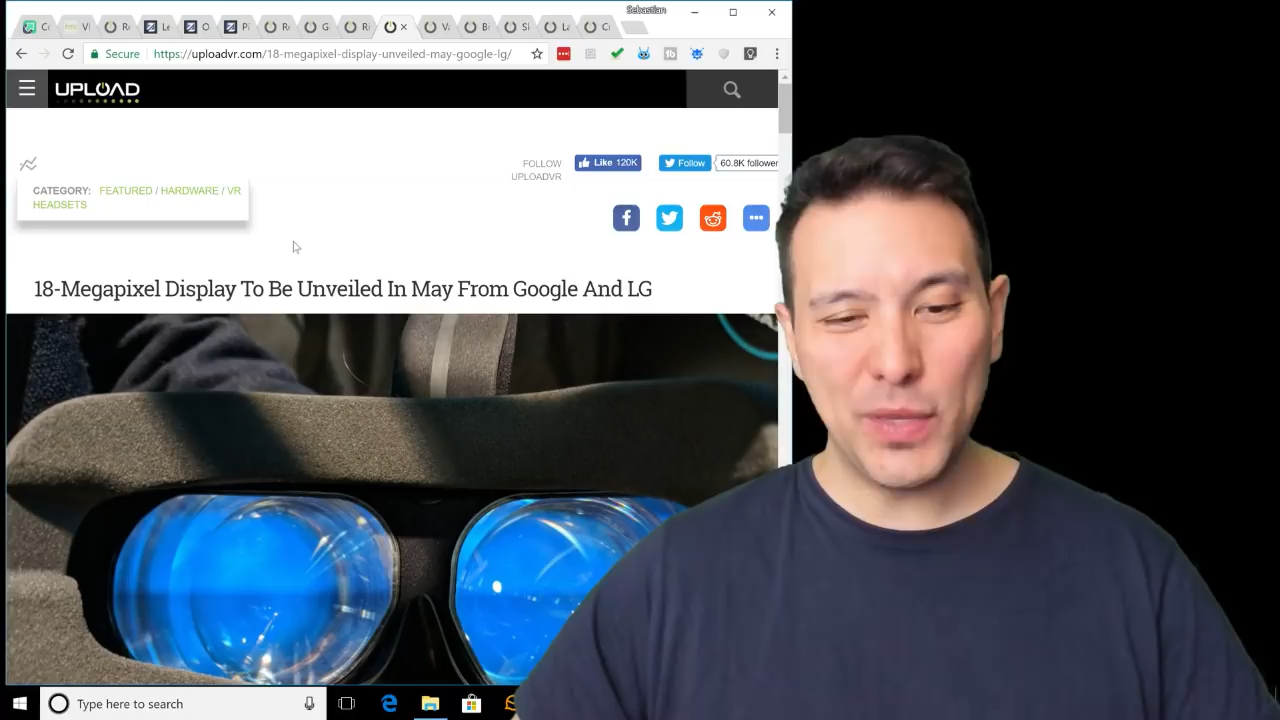 Sebastian
Secure
https://uploadvr.com/18-megapixel-display-unveiled-may-google-lg/
UPLOAD
FOLLOW
UPLOADVR
Like 120K
Follow
60.8K follower
CATEGORY: FEATURED / HARDWARE / VR
HEADSETS
18-Megapixel Display To Be Unveiled In May From Google And LG
Type here to search